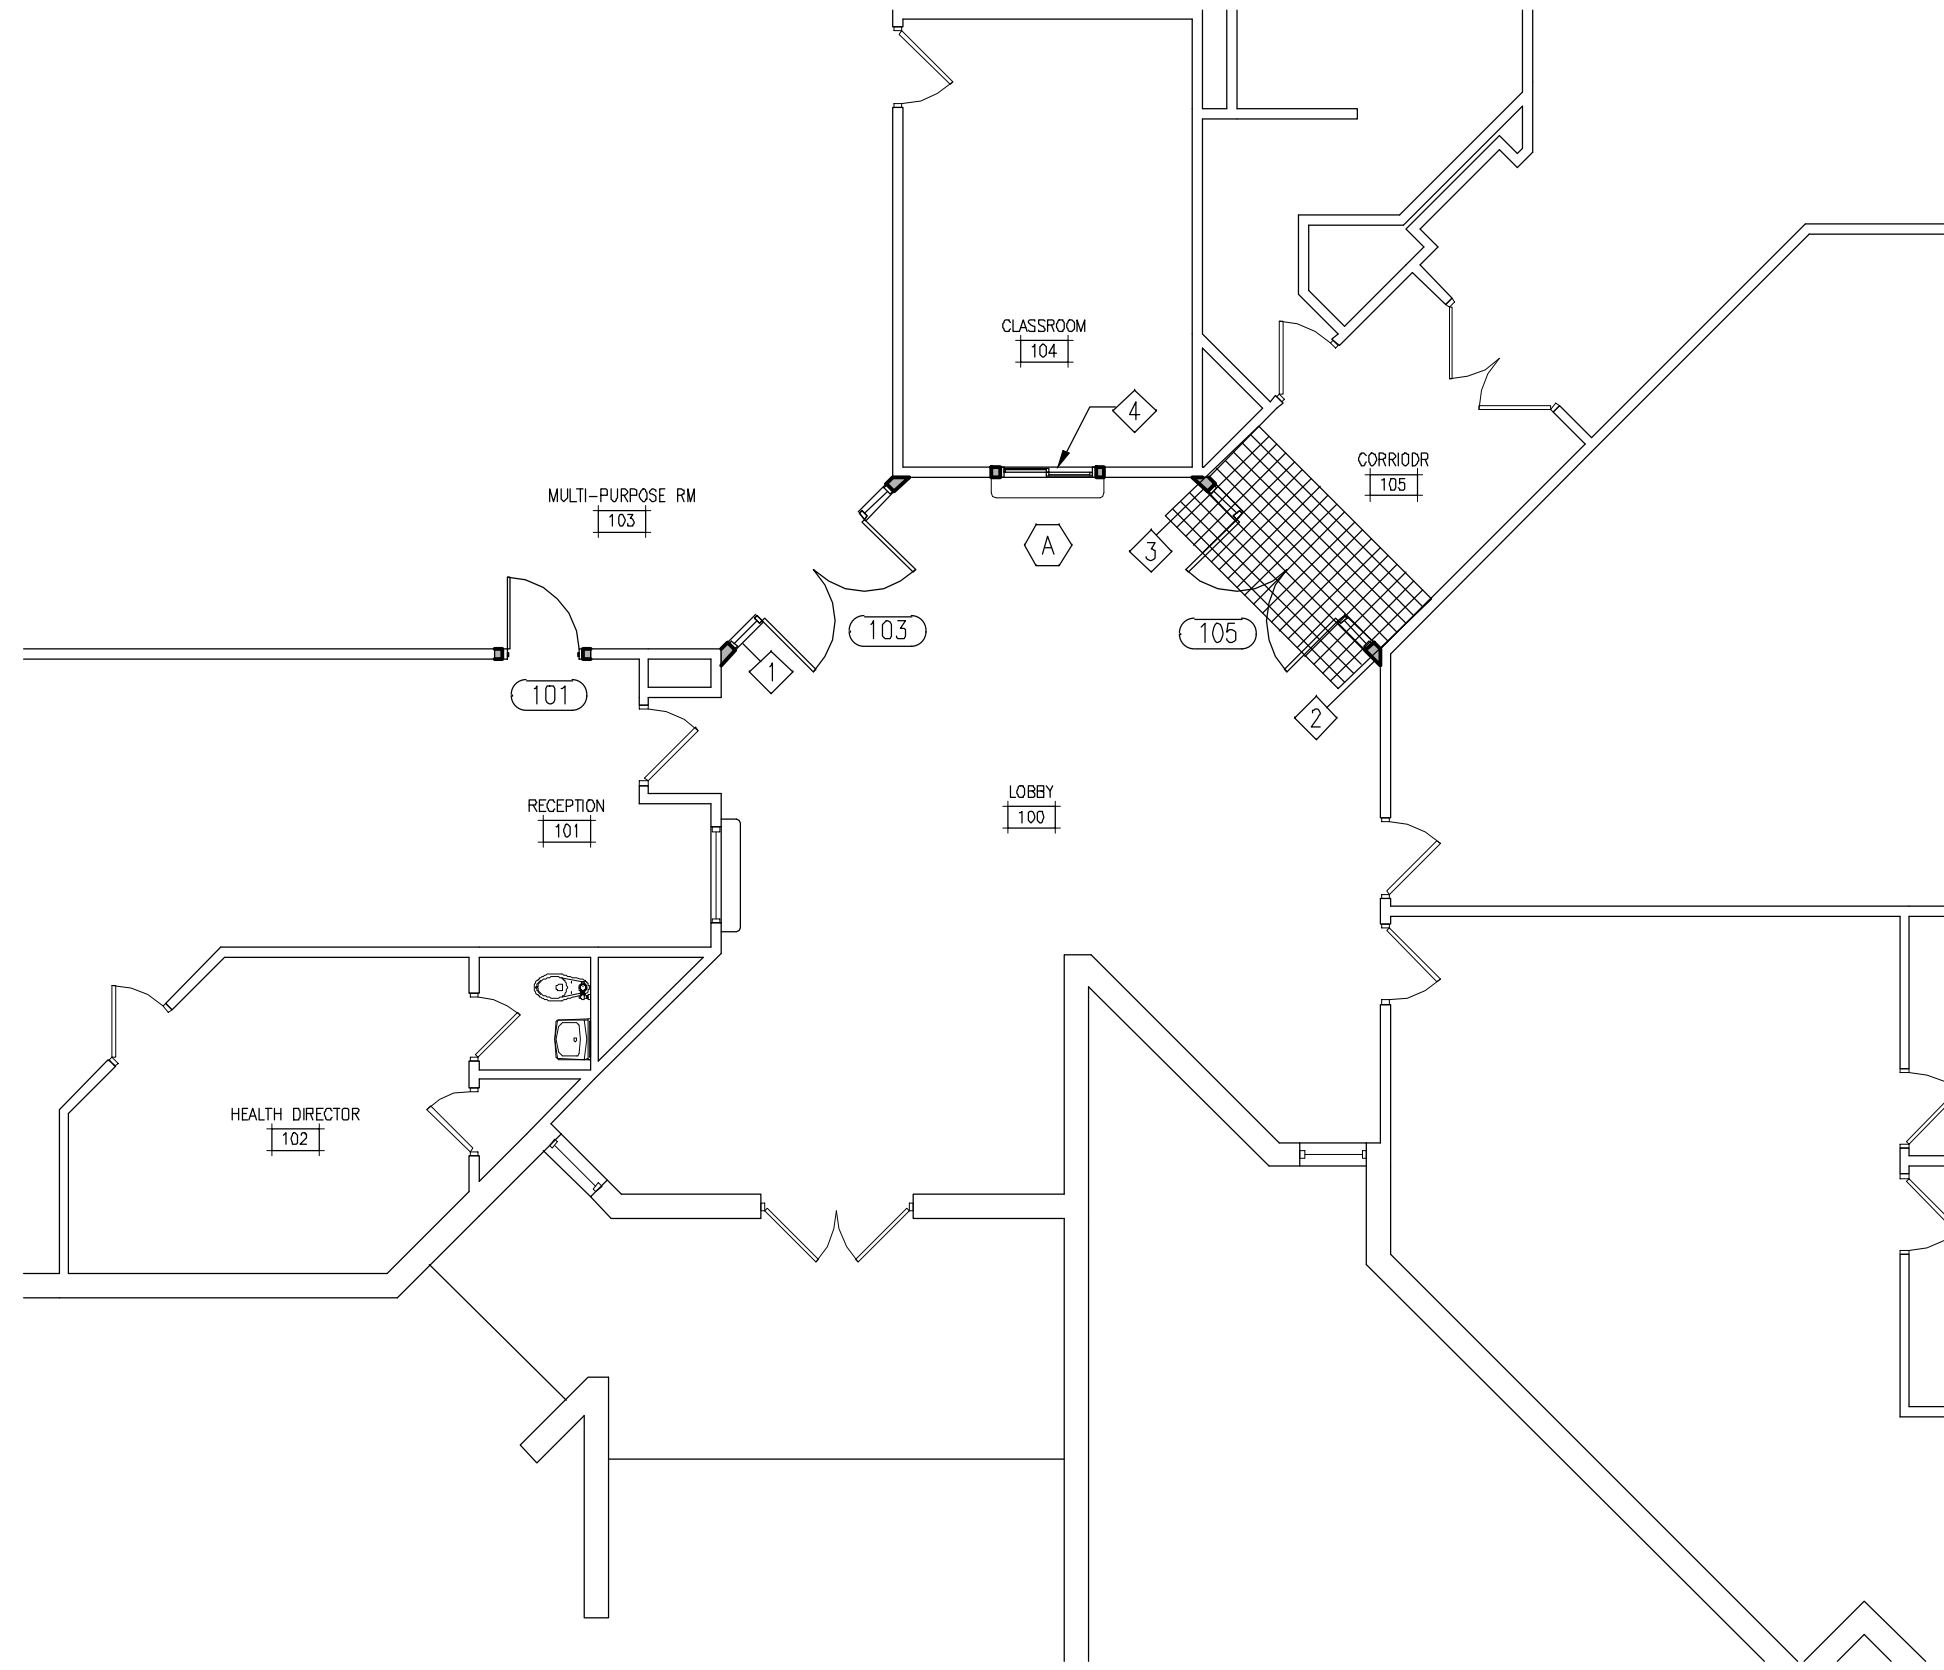 CLASSROOM
104
4
CORRIODR
105
MULTI-PURPOSE RM
103
A
3
103
105
1
101
2
LOBBY
100
RECEPTION
101
HEALTH DIRECTOR
102